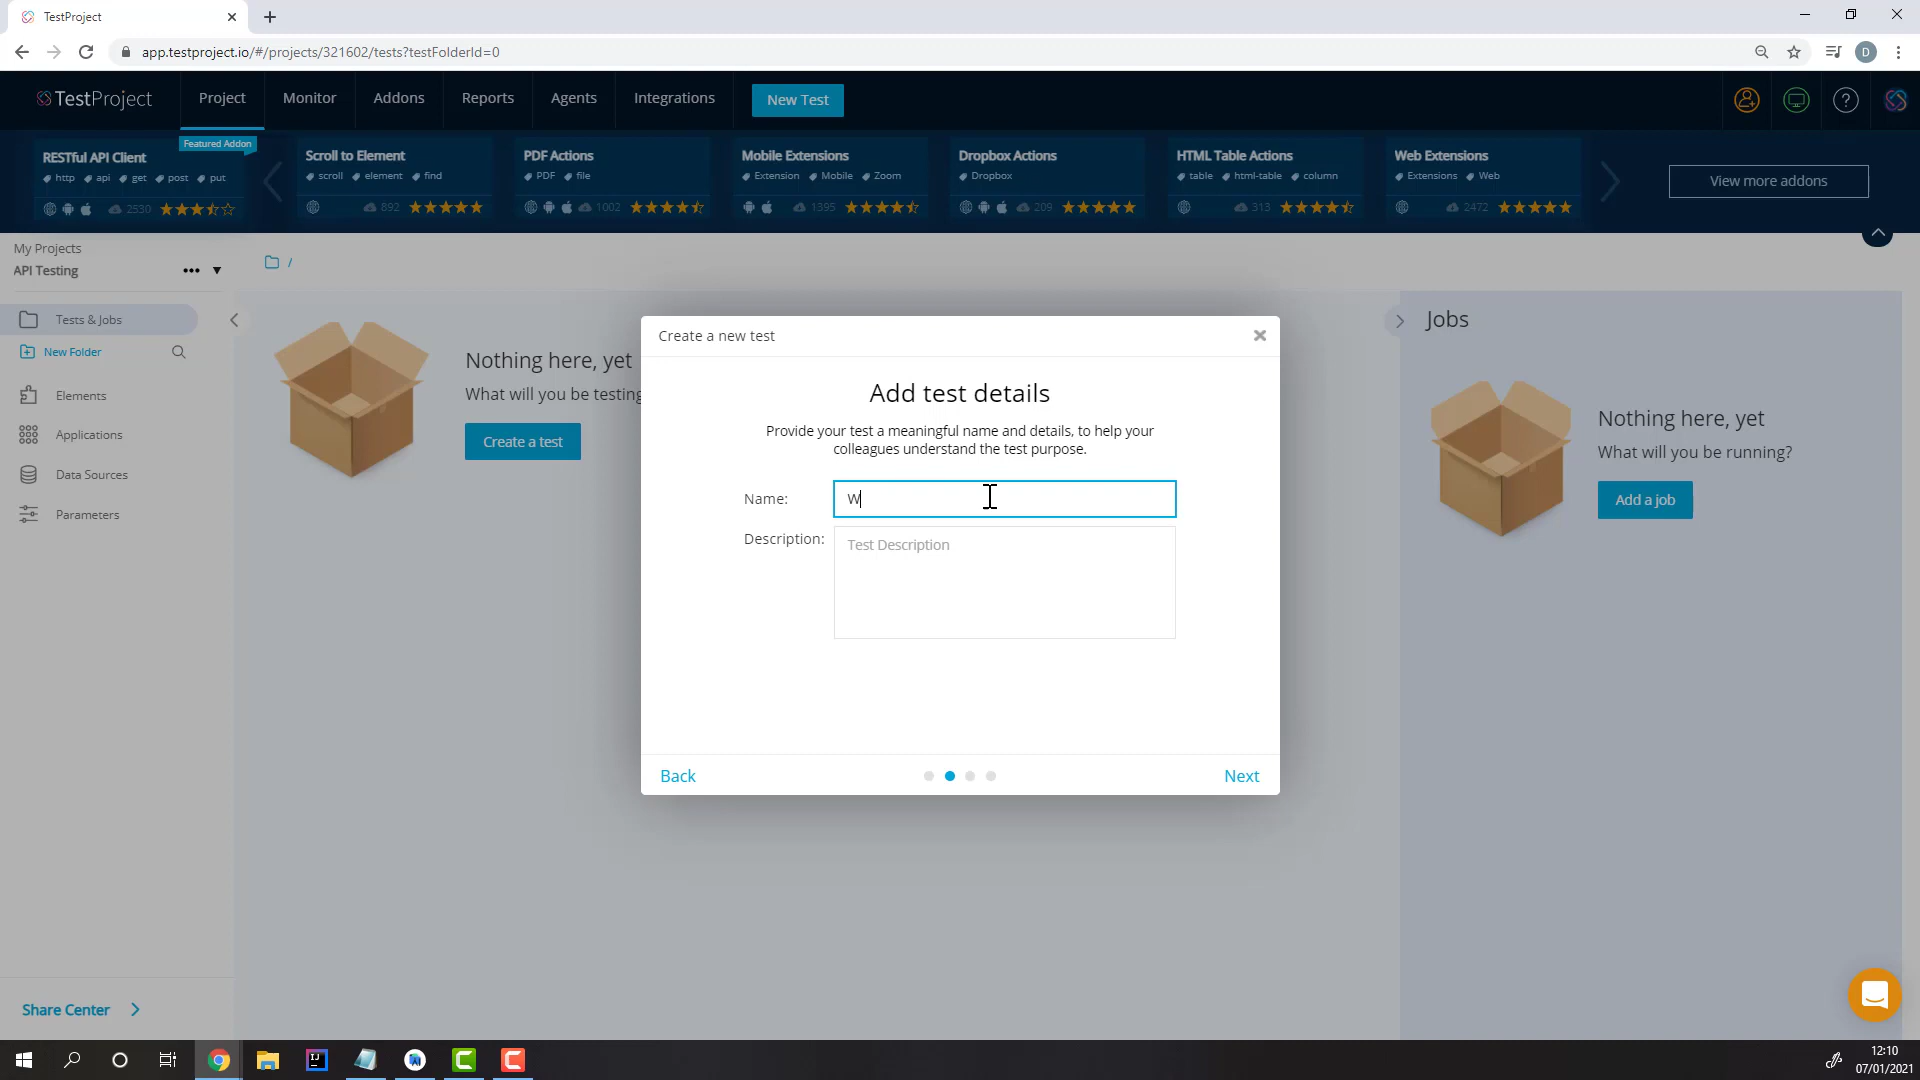 TestProject
app.testproject.io/#/projects/321602/tests?testFolderId=0
D
TestProject
Project
Monitor
Addons
Reports
Agents
Integrations
New Test
?
RESTful API Client
Featured Addon
http api get post put
2530
Scroll to Element
scroll element find
892
PDF Actions
PDF file
1002
Mobile Extensions
Extension Mobile Zoom
1395
Dropbox Actions
Dropbox
209
HTML Table Actions
table html-table column
313
Web Extensions
Extensions Web
2472
View more addons
My Projects
API Testing
/
Tests & Jobs
New Folder
Elements
Applications
Data Sources
Parameters
Share Center
Nothing here, yet
What will you be testing
Create a test
Create a new test
Add test details
Provide your test a meaningful name and details, to help your
colleagues understand the test purpose.
Name:
W
Description:
Test Description
Back
Next
Jobs
Nothing here, yet
What will you be running?
Add a job
12:10
07/01/2021